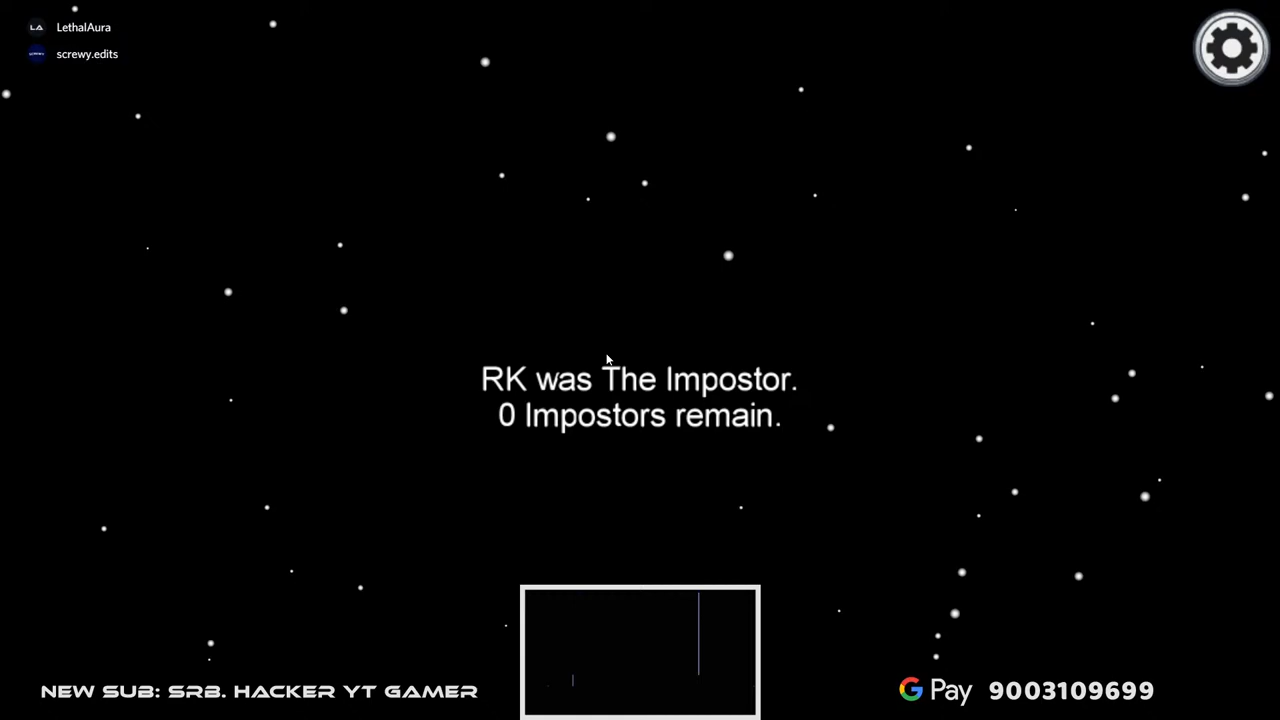 LA LethalAura
SCREWY screwy.edits
RK was The Impostor.
0 Impostors remain.
NEW SUB: SRB. HACKER YT GAMER
G Pay 9003109699